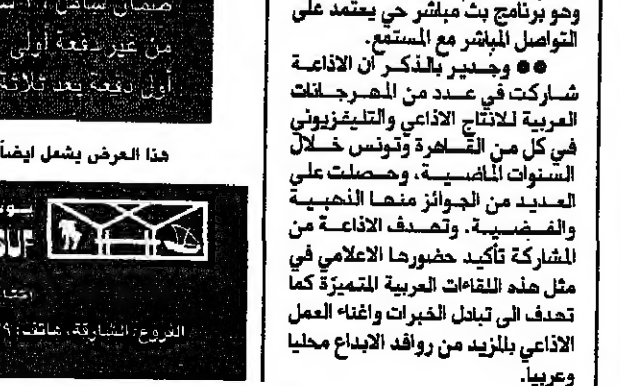 وهو برنامج بث مباشر حي يعتمد على
التواصل المباشر مع المستمع.
●● وجدير بالذكر ان الاذاعة
شاركت في عدد من المهرجانات
العربية للانتاج الاذاعي والتليفزيوني
في كل من القاهرة وتونس خلال
السنوات الماضية، وحصلت على
العديد من الجوائز منها الذهبية
والفضية. وتهدف الاذاعة من
المشاركة تأكيد حضورها الاعلامي في
مثل هذه اللقاءات العربية المتميزة كما
تهدف الى تبادل الخبرات واغناء العمل
الاذاعي بالمزيد من روافد الابداع محليا
وعربيا.
من غير دفعة أولى
أول دفعة بعد ثلاثة
هذا العرض يشمل ايضاً
الفروع: الشارقة، هاتف: ٩